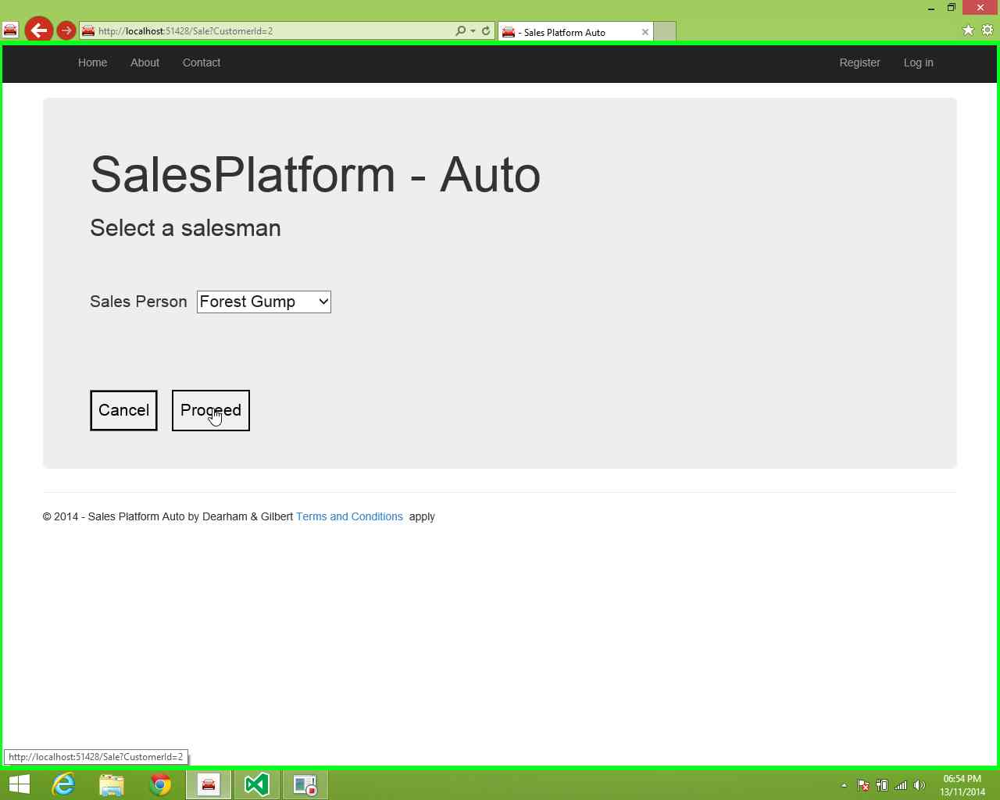 http://localhost:51428/Sale?CustomerId=2
- Sales Platform Auto
Home About Contact Register Log in
SalesPlatform - Auto
Select a salesman
Sales Person Forest Gump
Cancel Proceed
© 2014 - Sales Platform Auto by Dearham & Gilbert Terms and Conditions apply
http://localhost:51428/Sale?CustomerId=2
06:54 PM
13/11/2014